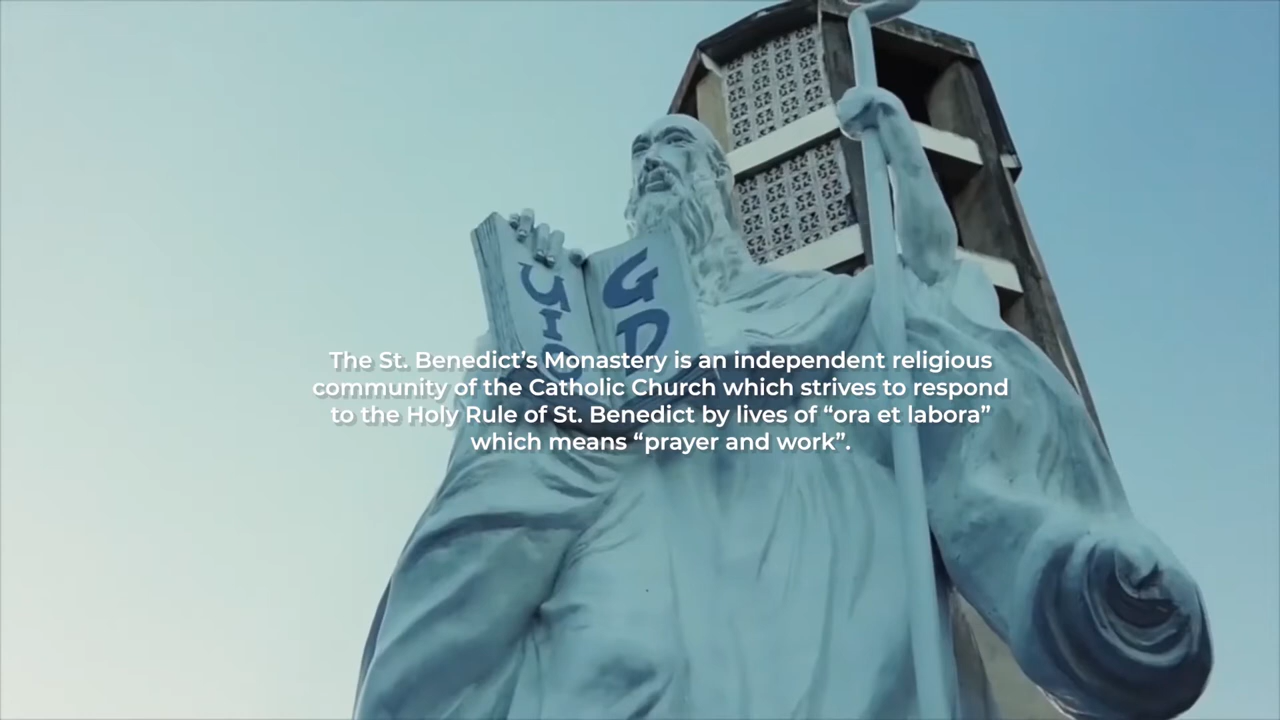 U
I
O
G
D
The St. Benedict’s Monastery is an independent religious
community of the Catholic Church which strives to respond
to the Holy Rule of St. Benedict by lives of “ora et labora”
which means “prayer and work”.